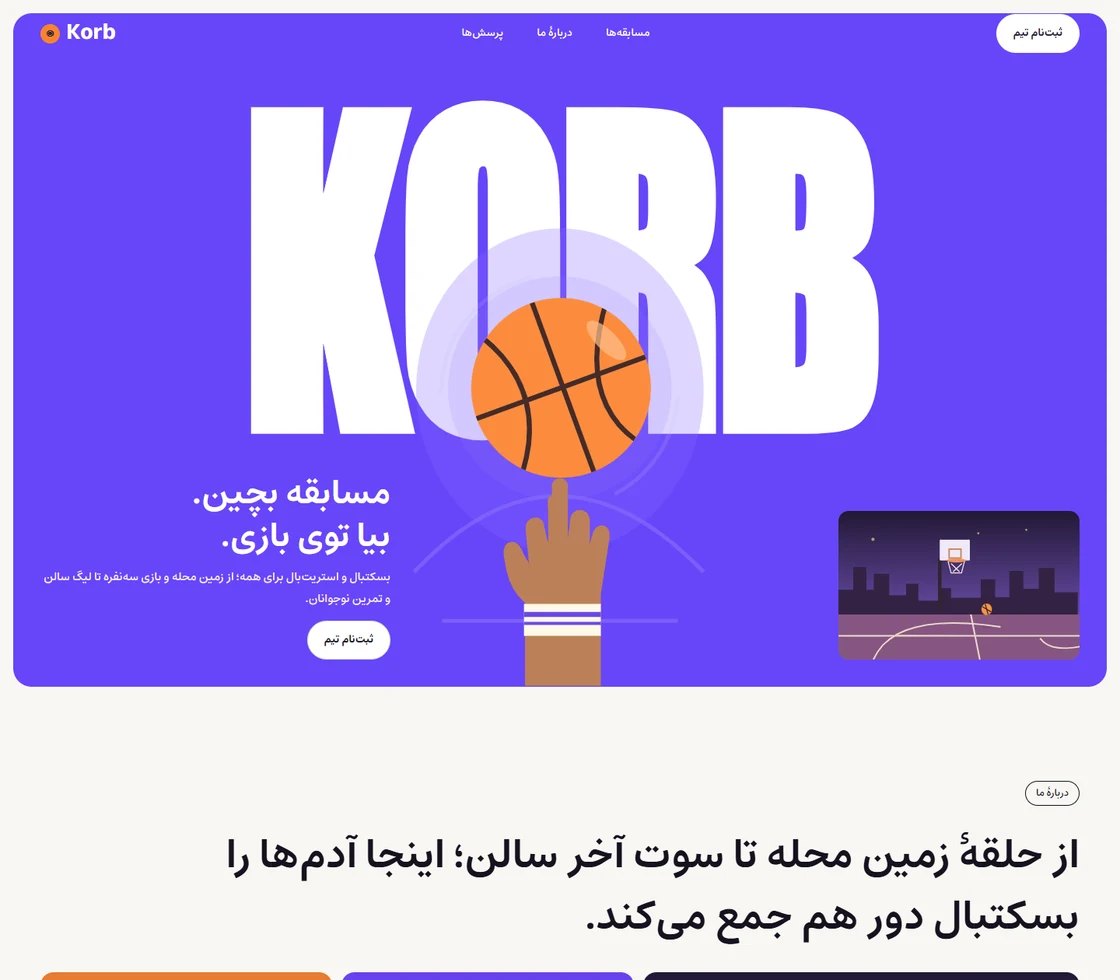 Korb
پرسش‌ها
دربارهٔ ما
مسابقه‌ها
ثبت‌نام تیم
KORB
مسابقه بچین.
بیا توی بازی.
بسکتبال و استریت‌بال برای همه؛ از زمین محله و بازی سه‌نفره تا لیگ سالن
و تمرین نوجوانان.
ثبت‌نام تیم
دربارهٔ ما
از حلقهٔ زمین محله تا سوت آخر سالن؛ اینجا آدم‌ها را
بسکتبال دور هم جمع می‌کند.